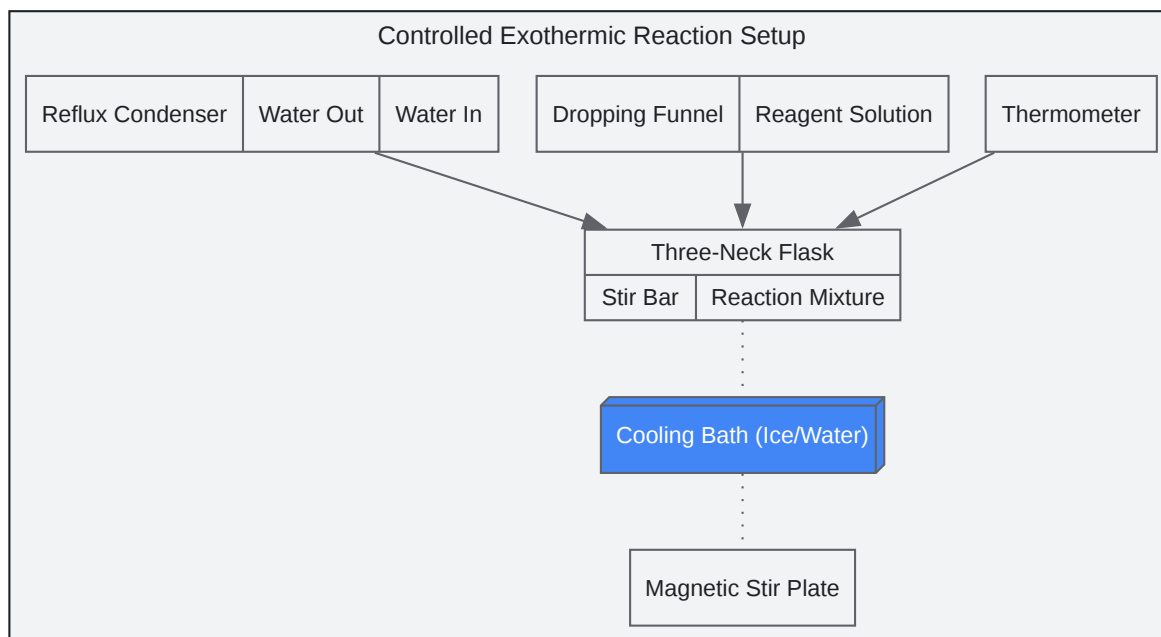 Controlled Exothermic Reaction Setup
Reflux Condenser
Water Out
Water In
Dropping Funnel
Reagent Solution
Thermometer
Three-Neck Flask
Stir Bar
Reaction Mixture
Cooling Bath (Ice/Water)
Magnetic Stir Plate